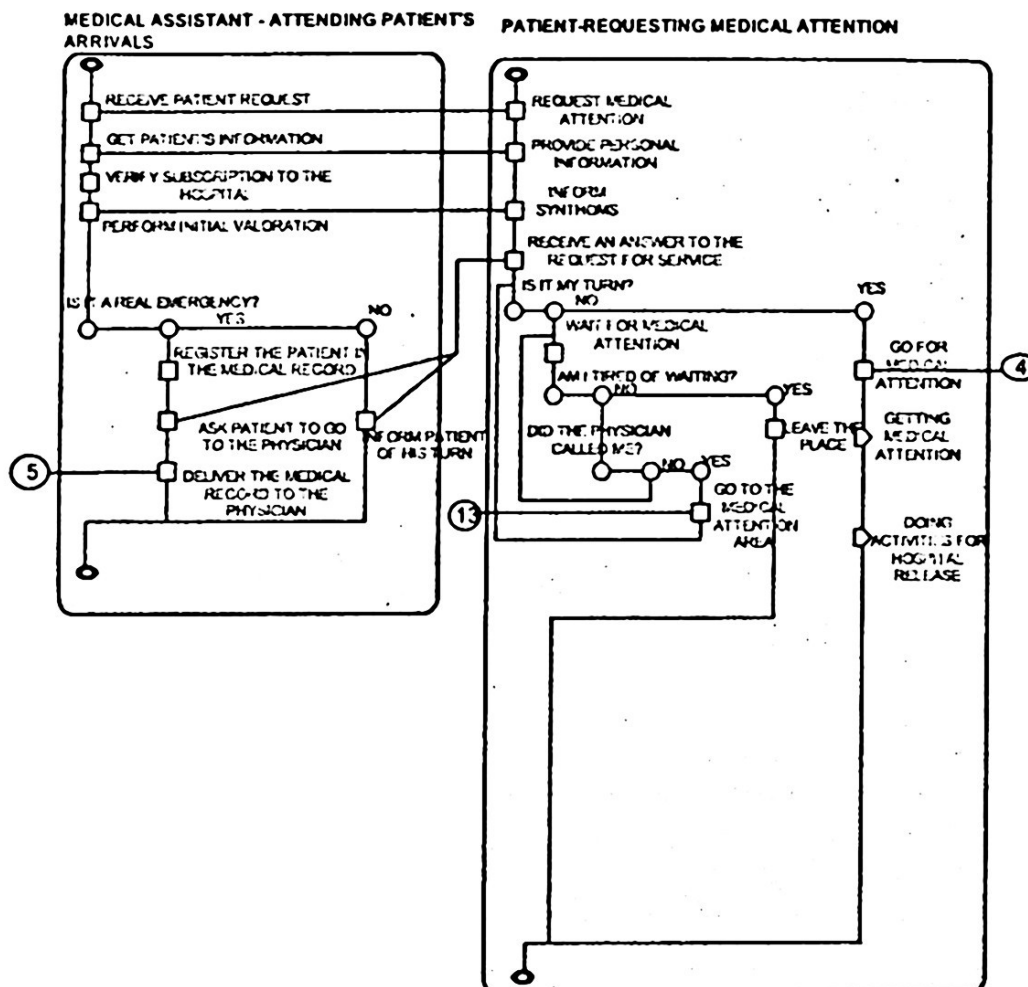 MEDICAL ASSISTANT - ATTENDING PATIENT'S
ARRIVALS
RECEIVE PATIENT REQUEST
GET PATIENT'S INFORMATION
VERIFY SUBSCRIPTION TO THE
HOSPITAL
PERFORM INITIAL VALORATION
IS IT A REAL EMERGENCY?
YES
NO
REGISTER THE PATIENT IN
THE MEDICAL RECORD
ASK PATIENT TO GO
TO THE PHYSICIAN
INFORM PATIENT
OF HIS TURN
5
DELIVER THE MEDICAL
RECORD TO THE
PHYSICIAN
PATIENT-REQUESTING MEDICAL ATTENTION
REQUEST MEDICAL
ATTENTION
PROVIDE PERSONAL
INFORMATION
INFORM
SYNTHOMS
RECEIVE AN ANSWER TO THE
REQUEST FOR SERVICE
IS IT MY TURN?
NO
YES
WAIT FOR MEDICAL
ATTENTION
GO FOR
MEDICAL
ATTENTION
4
AM I TIRED OF WAITING?
NO
YES
LEAVE THE
PLACE
GETTING
MEDICAL
ATTENTION
DID THE PHYSICIAN
CALLED ME?
NO
YES
13
GO TO THE
MEDICAL
ATTENTION
AREA
DOING
ACTIVITIES FOR
HOSPITAL
RELEASE